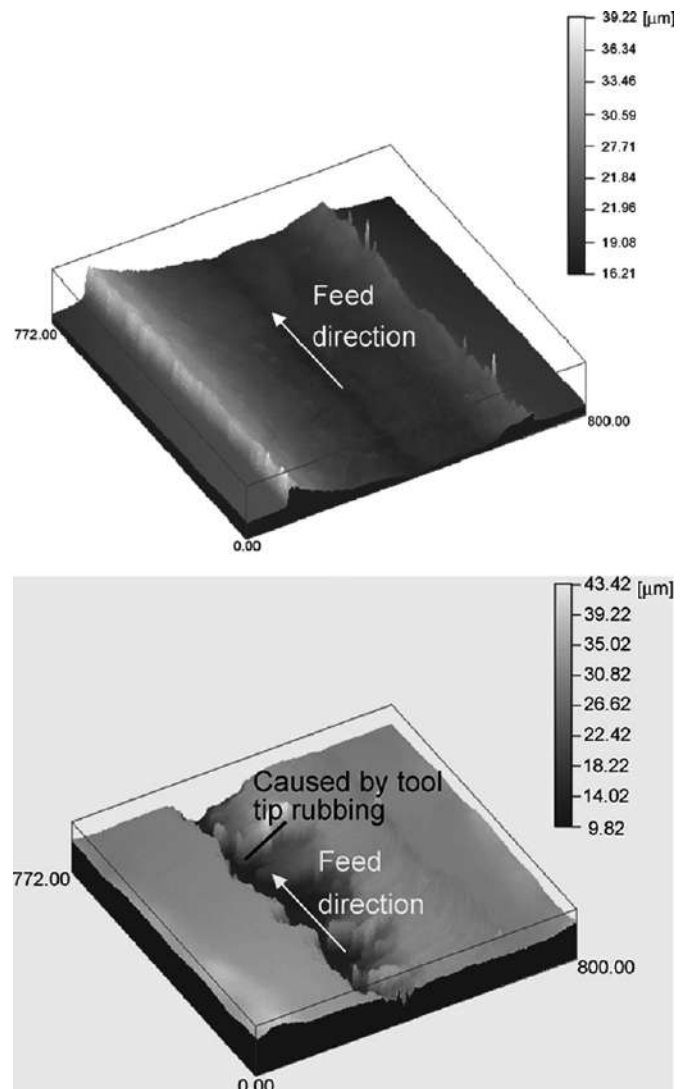 39.22 [μm]
36.34
33.46
30.59
27.71
21.84
21.96
19.08
16.21
Feed
direction
772.00
800.00
0.00
43.42 [μm]
39.22
35.02
30.82
26.62
22.42
18.22
14.02
9.82
Caused by tool
tip rubbing
Feed
direction
772.00
800.00
0.00